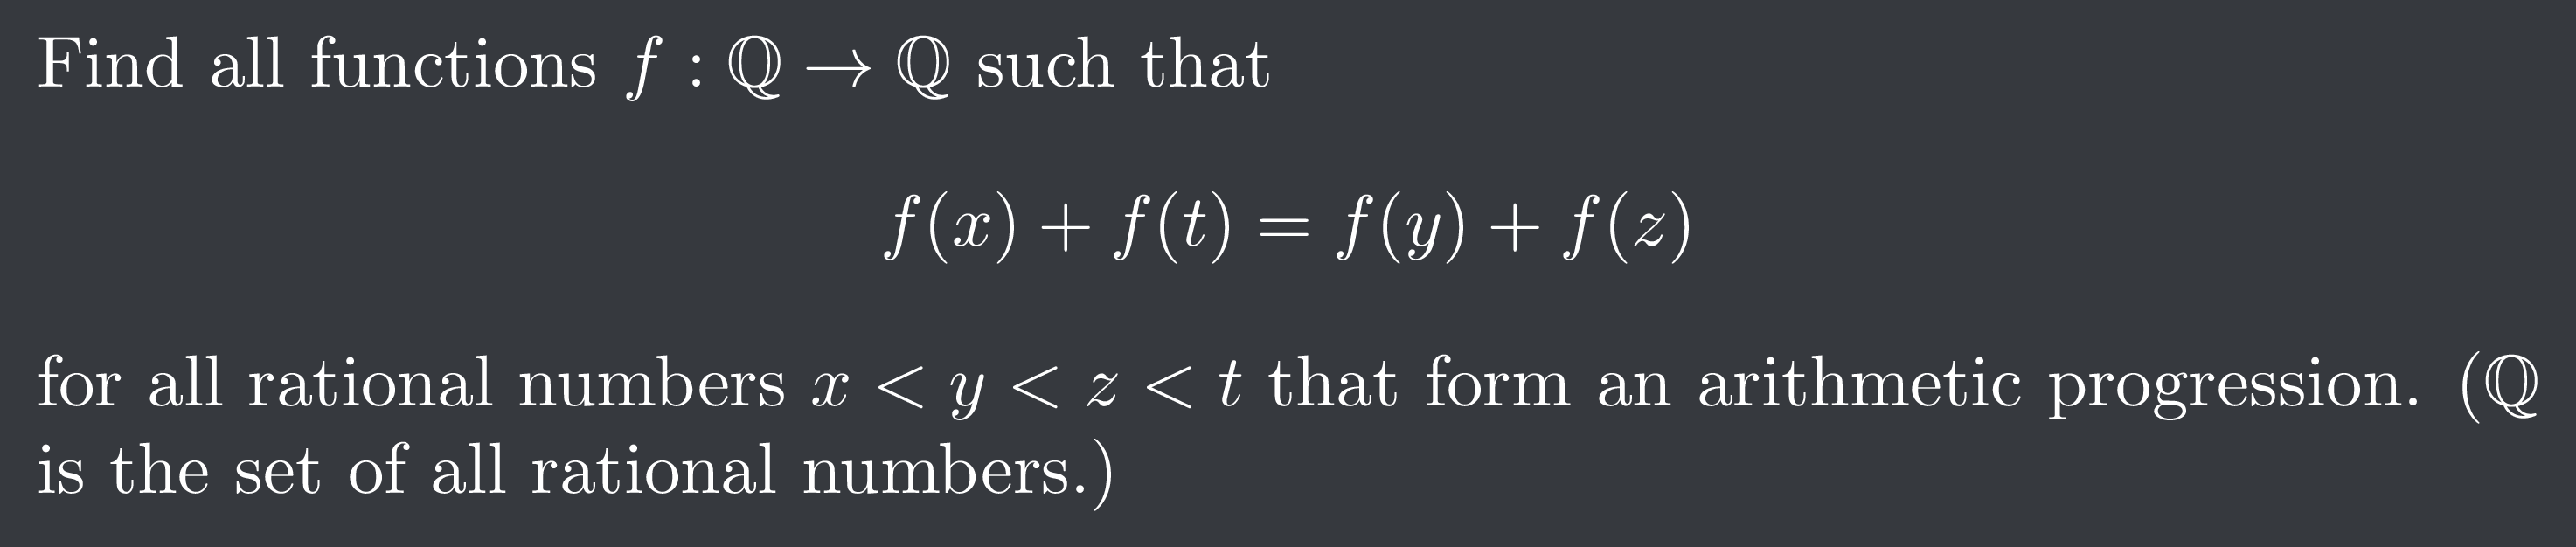 Find all functions f : ℚ → ℚ such that
f(x) + f(t) = f(y) + f(z)
for all rational numbers x < y < z < t that form an arithmetic progression. (ℚ
is the set of all rational numbers.)